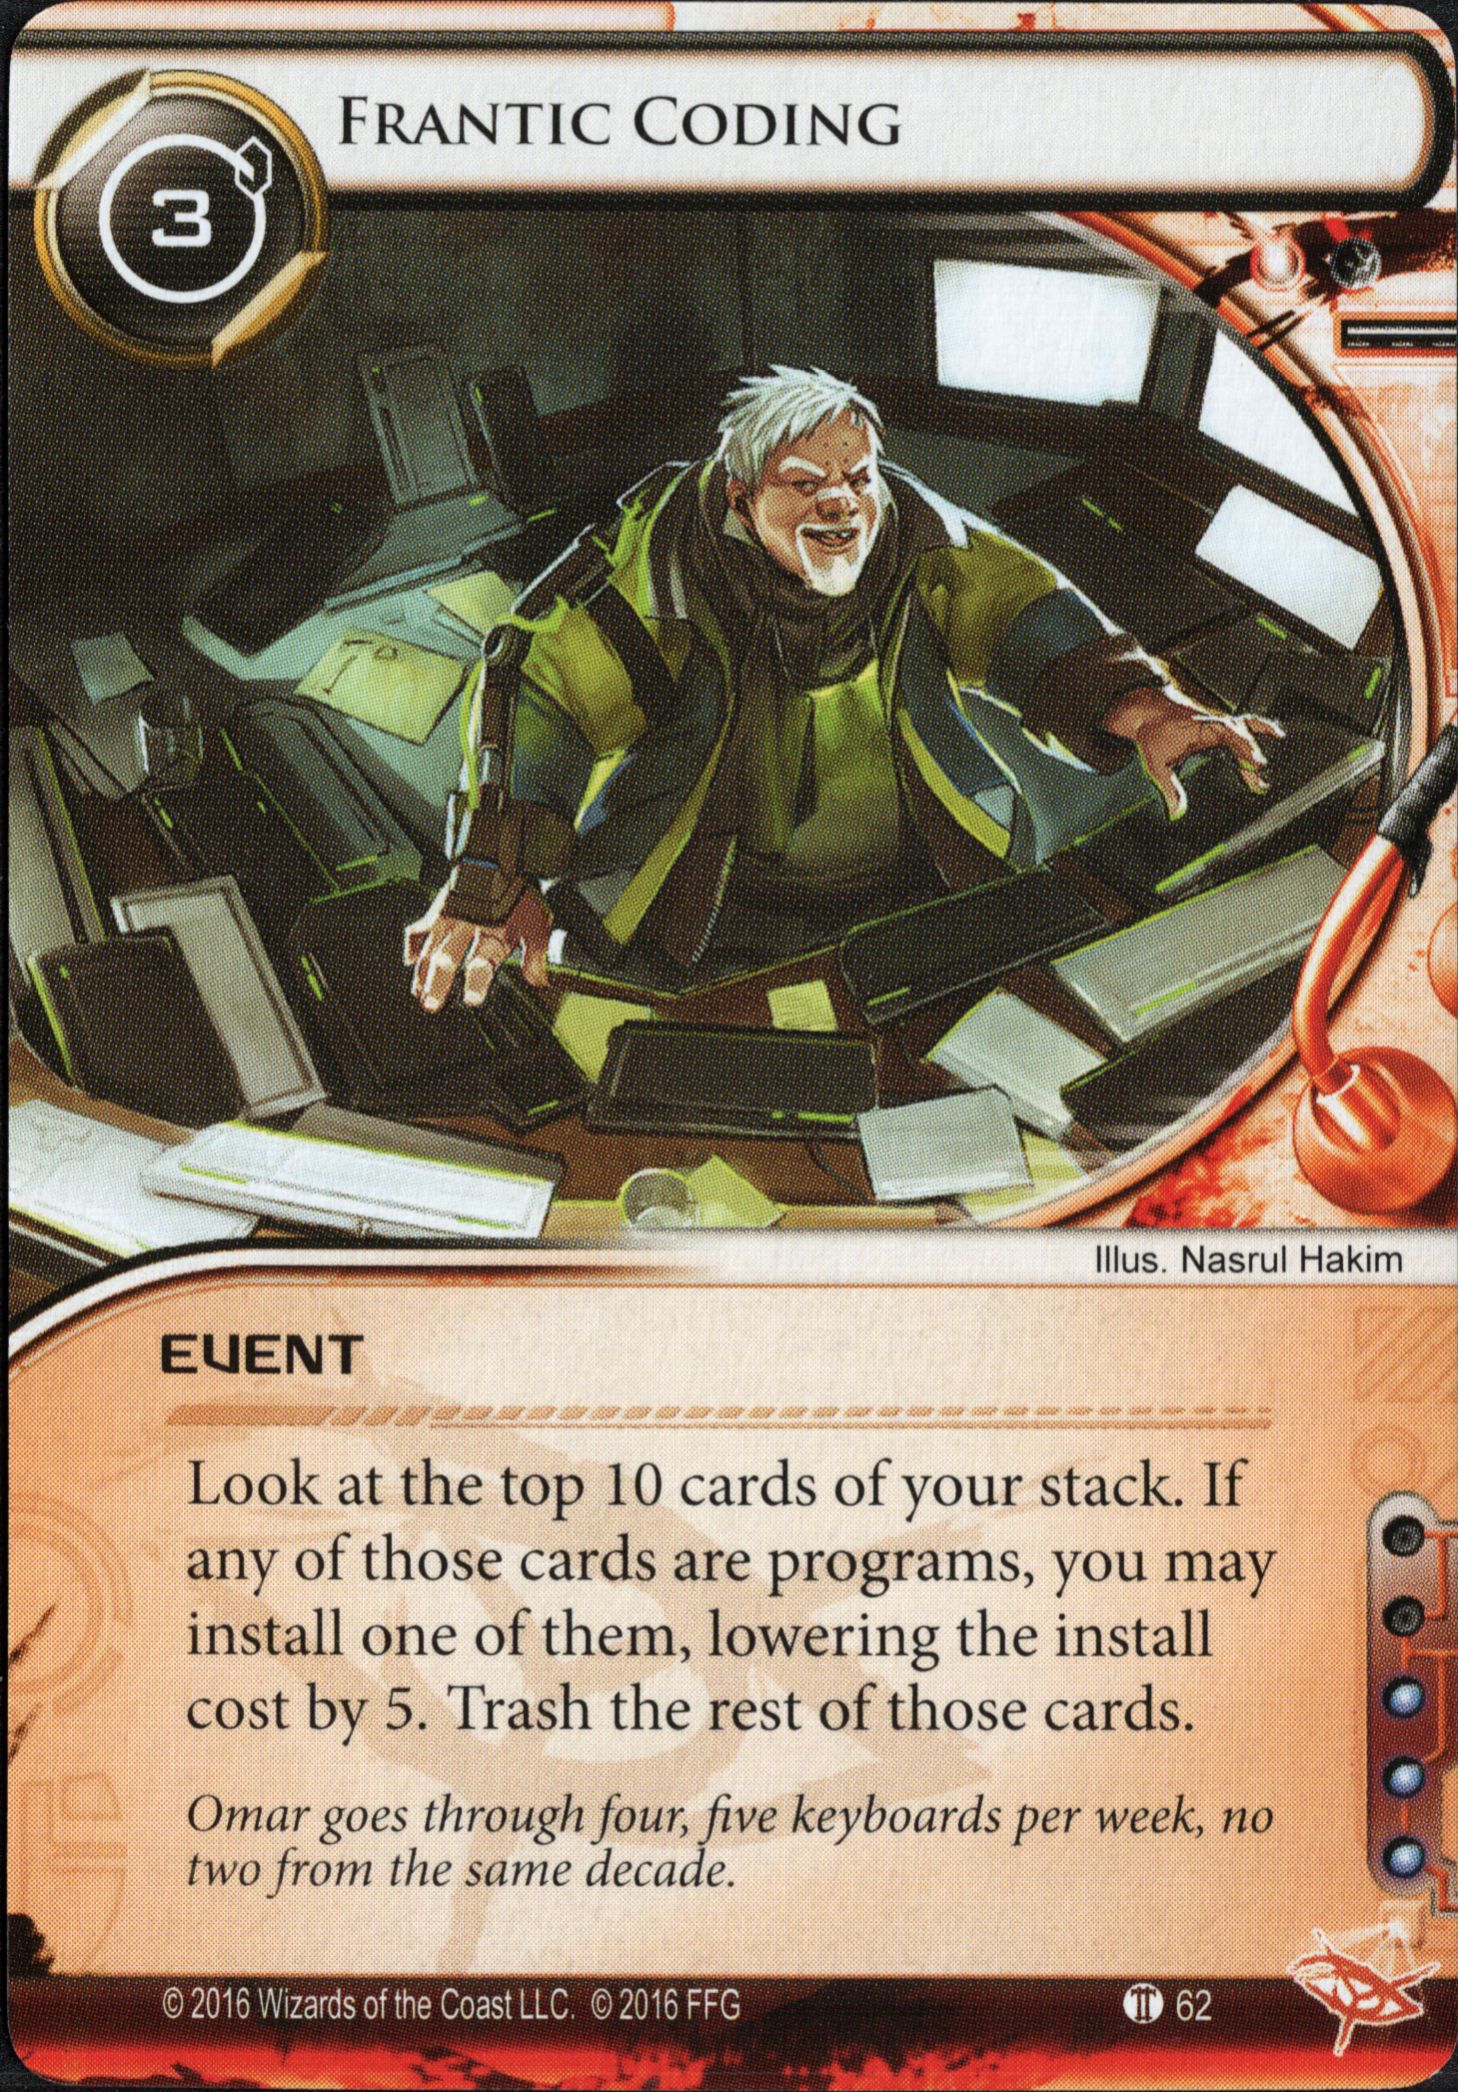 Frantic Coding
3
To
Illus. Nasrul Hakim
EVENT
Look at the top 10 cards of your stack. If
any of those cards are programs, you may
install one of them, lowering the install
cost by 5. Trash the rest of those cards.
Omar goes through four, five keyboards per week, no
two from the same decade.
© 2016 Wizards of the Coast LLC. © 2016 FFG
62